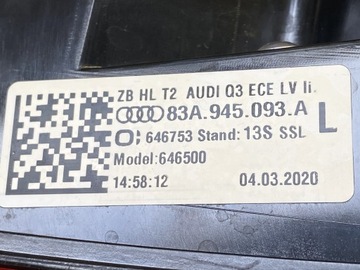 ZB HL T2 AUDI Q3 ECE LV li.
83A.945.093.A L
O; 646753 Stand: 13S SSL
Model:646500
14:58:12 04.03.2020